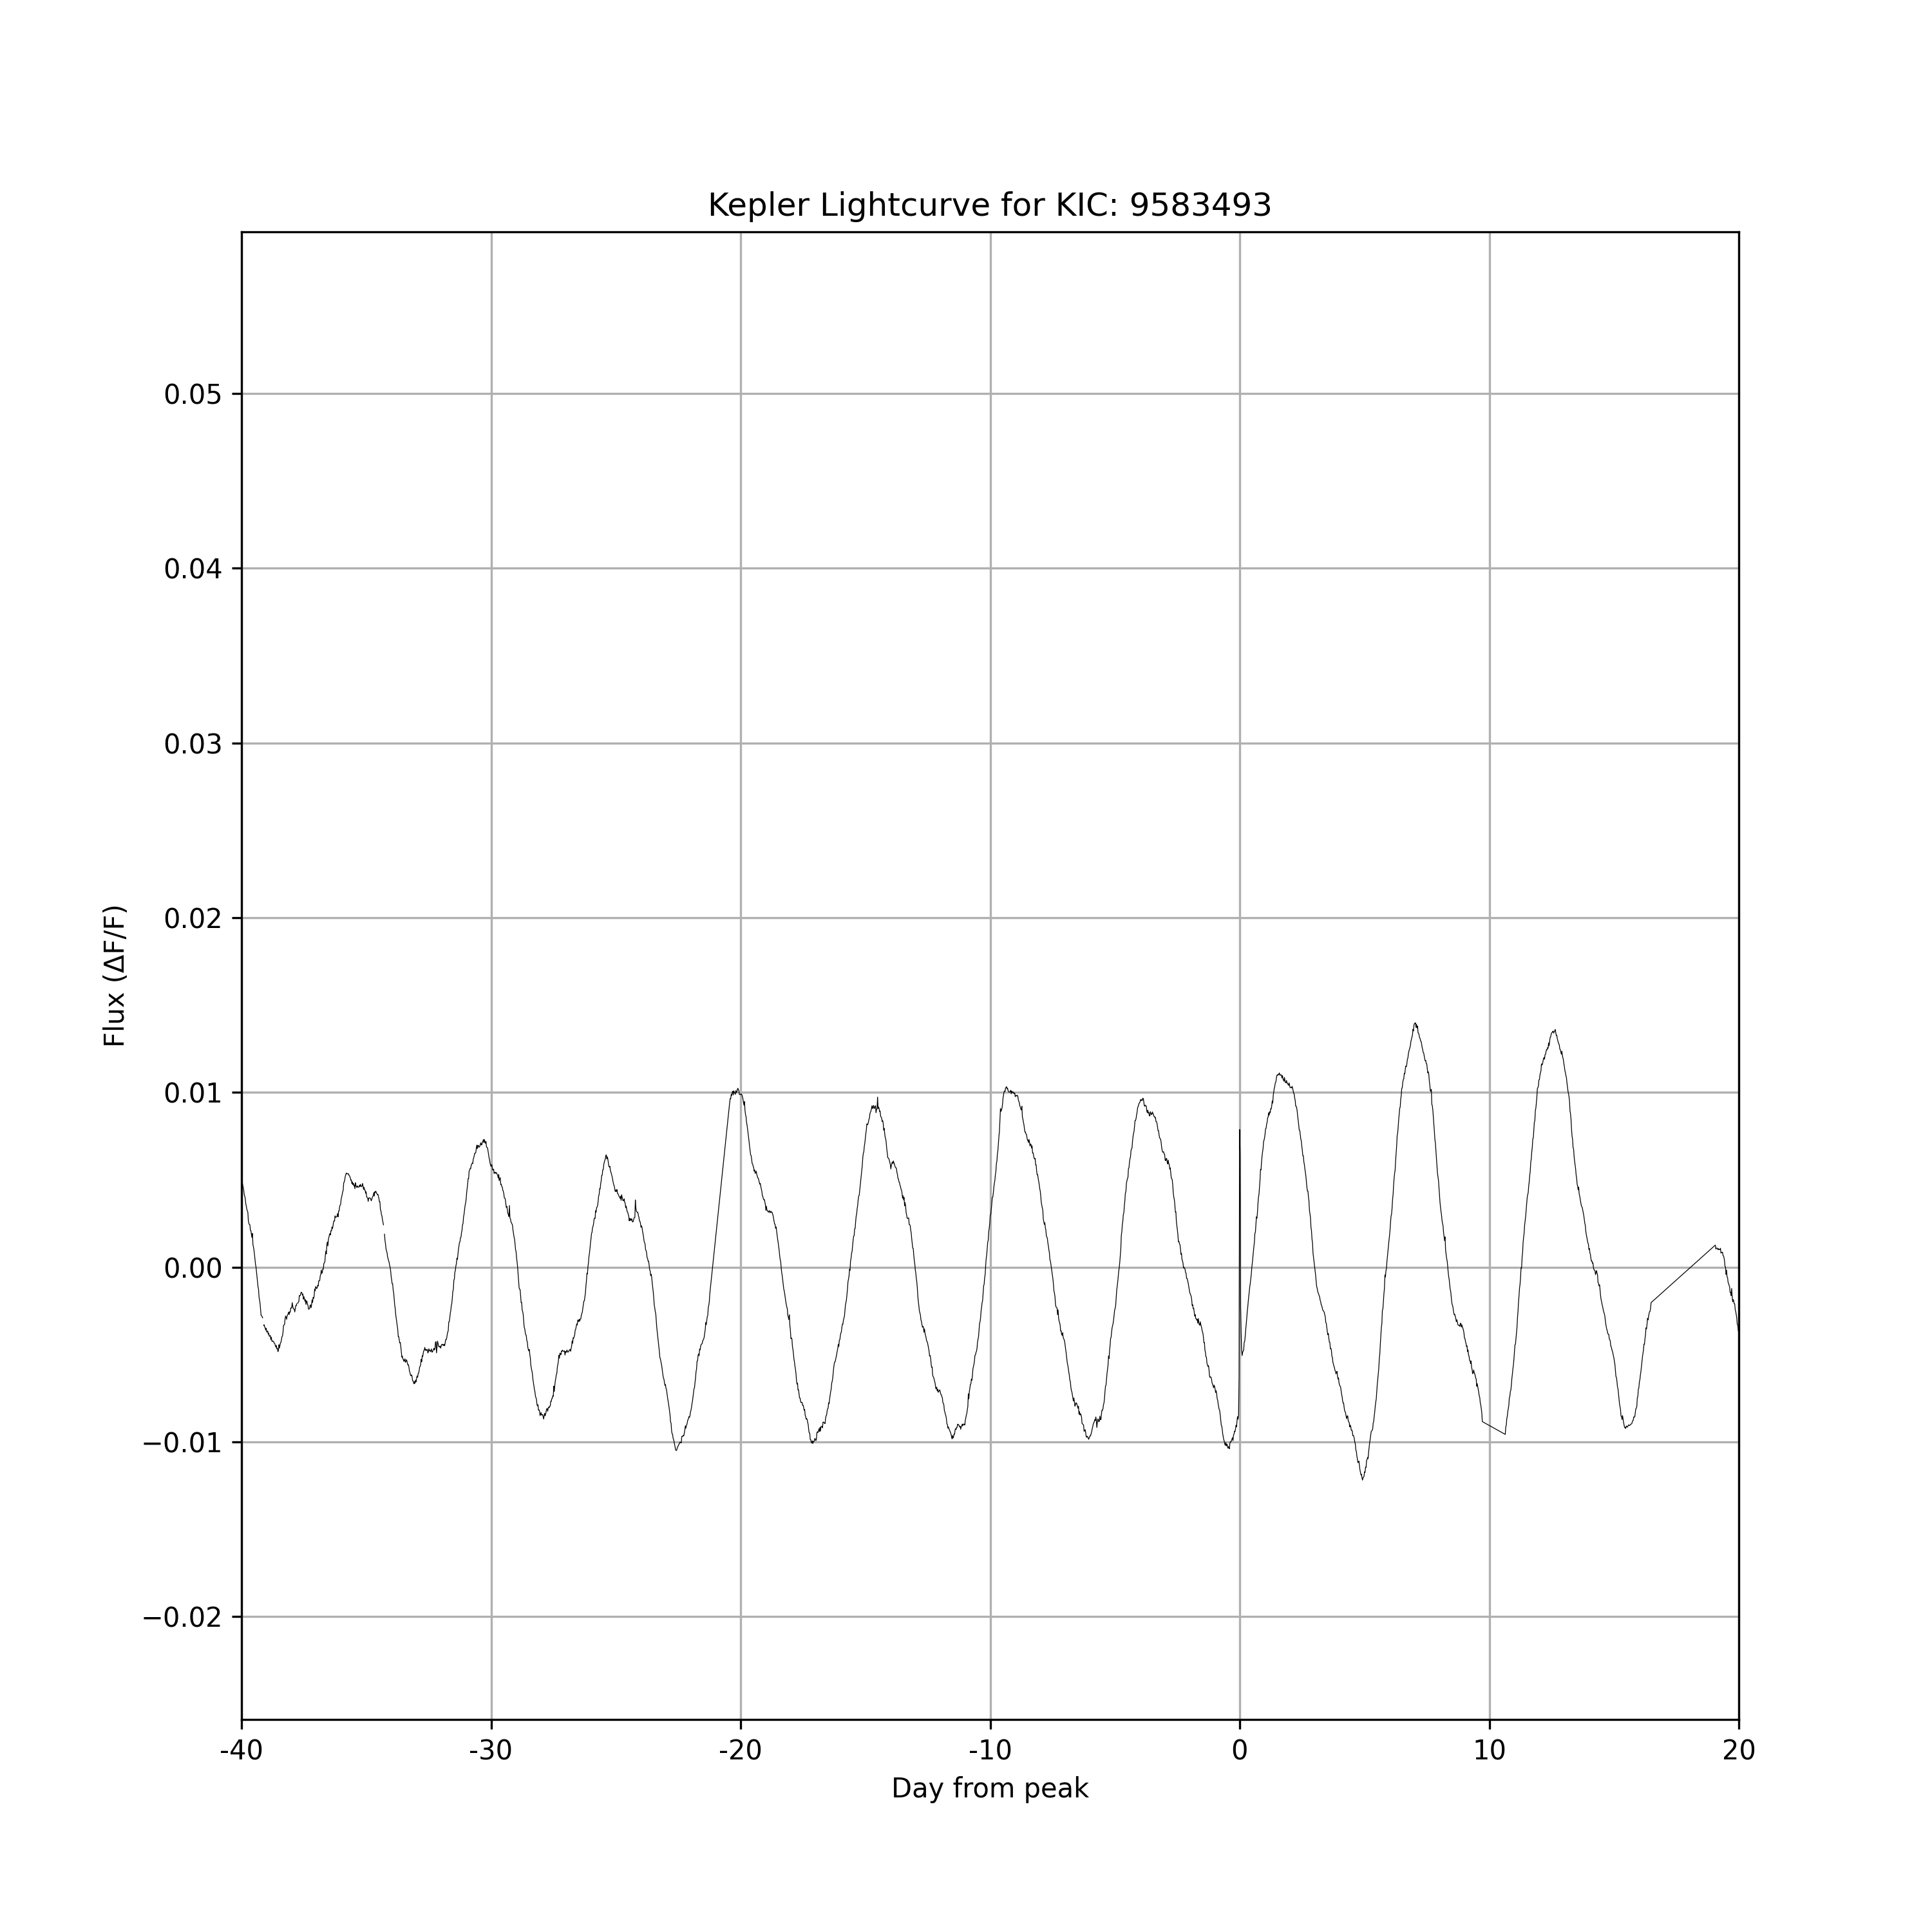 Kepler Lightcurve for KIC: 9583493
Flux (ΔF/F)
0.05
0.04
0.03
0.02
0.01
0.00
−0.01
−0.02
-40 -30 -20 -10 0 10 20
Day from peak